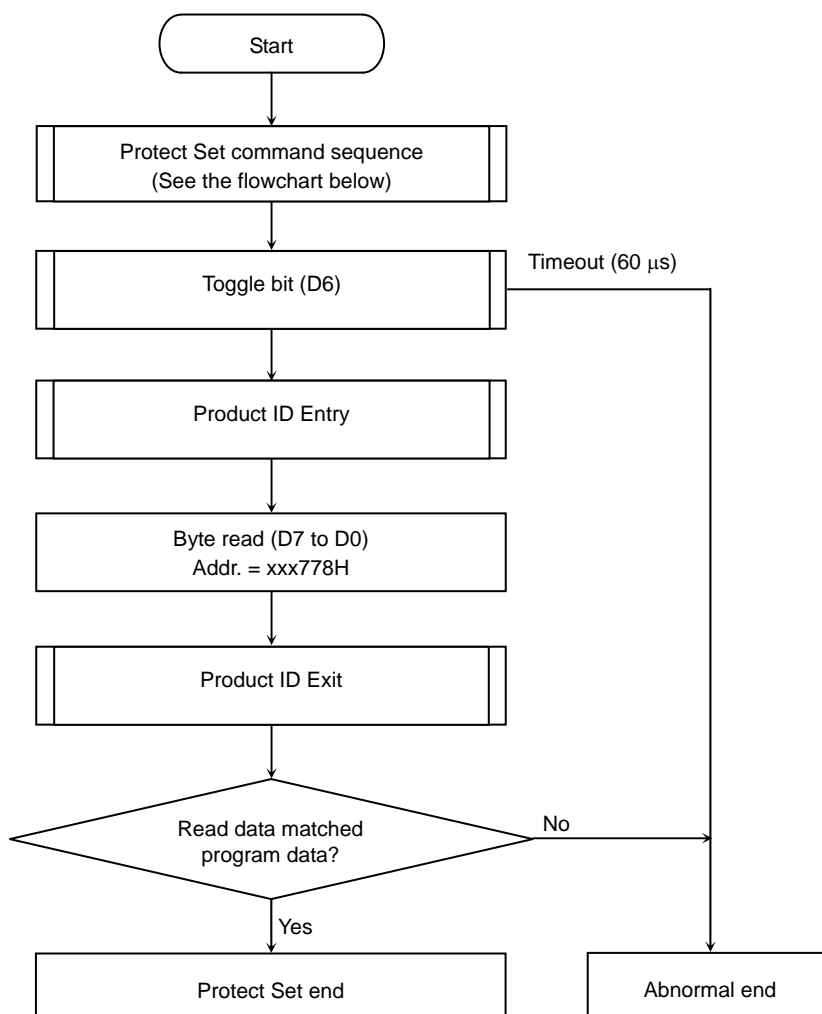 Start
Protect Set command sequence
(See the flowchart below)
Timeout (60 μs)
Toggle bit (D6)
Product ID Entry
Byte read (D7 to D0)
Addr. = xxx778H
Product ID Exit
Read data matched
program data?
No
Yes
Protect Set end
Abnormal end